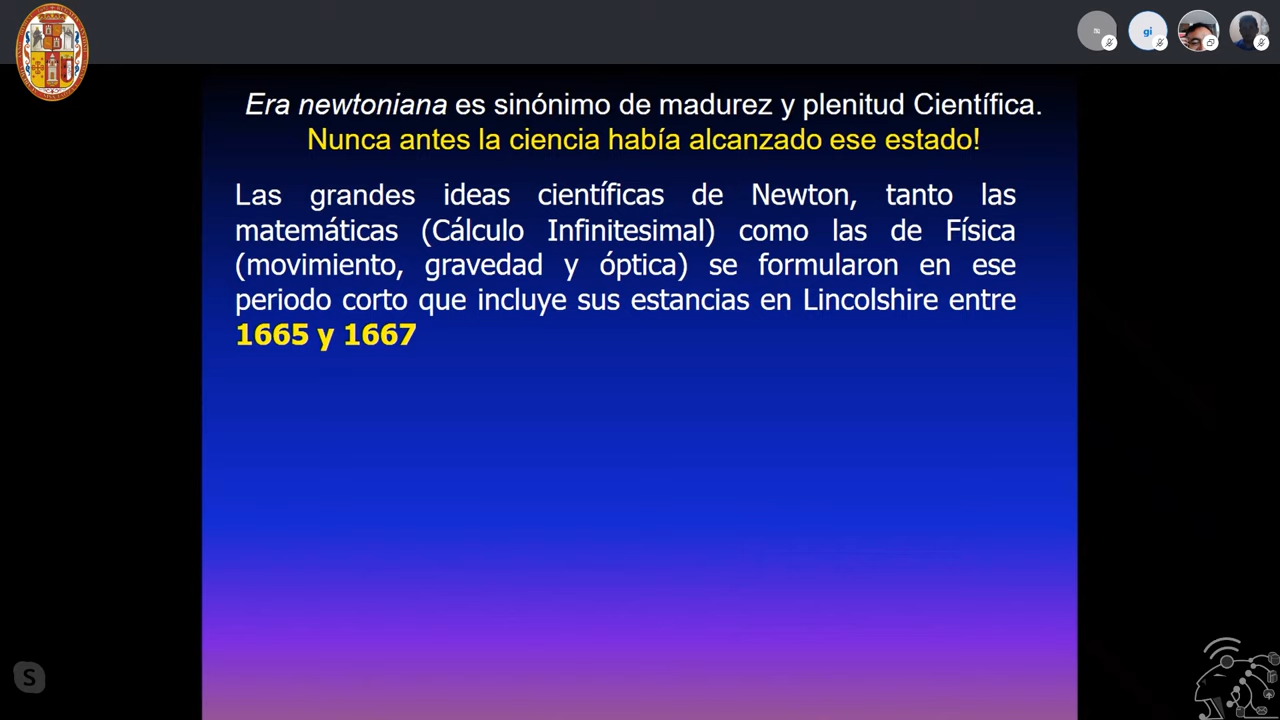 gi
Era newtoniana es sinónimo de madurez y plenitud Científica.
Nunca antes la ciencia había alcanzado ese estado!
Las grandes ideas científicas de Newton, tanto las
matemáticas (Cálculo Infinitesimal) como las de Física
(movimiento, gravedad y óptica) se formularon en ese
periodo corto que incluye sus estancias en Lincolshire entre
1665 y 1667
S